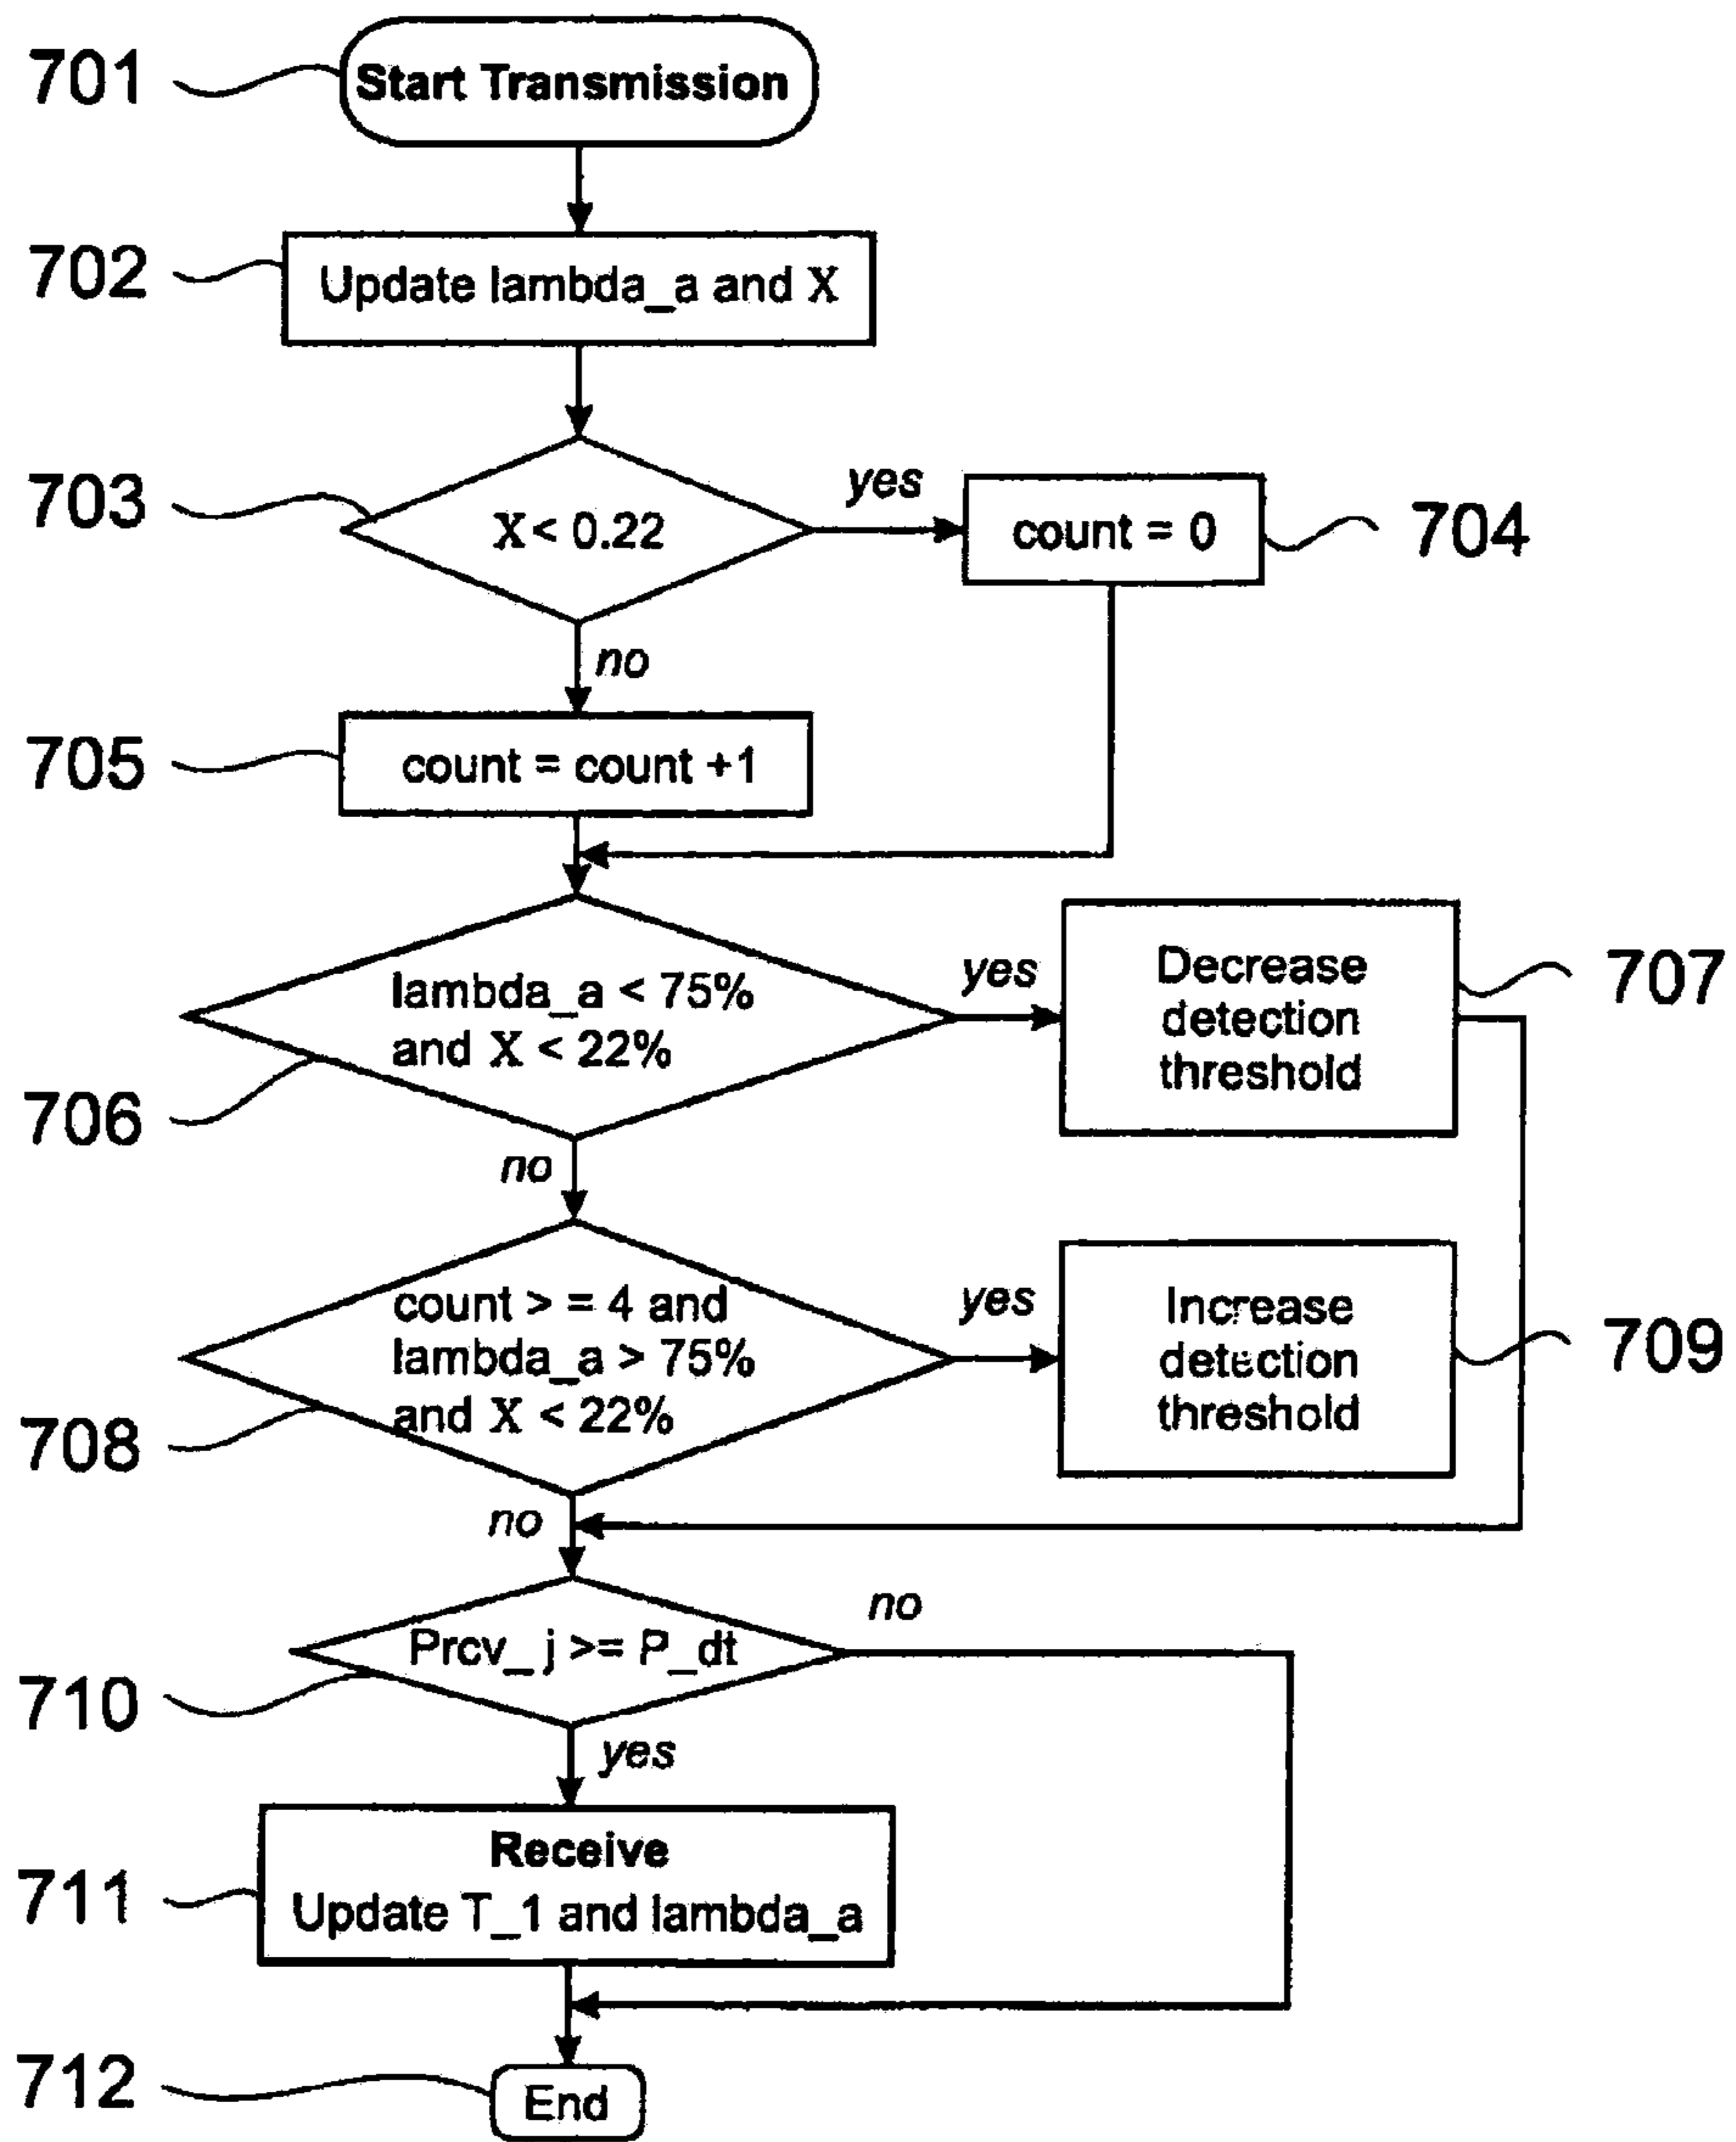 701
Start Transmission
702
Update lambda_a and X
703
X < 0.22
yes
count = 0
704
no
705
count = count +1
706
lambda_a < 75%
and X < 22%
yes
Decrease
detection
threshold
707
no
708
count > = 4 and
lambda_a > 75%
and X < 22%
yes
Increase
detection
threshold
709
no
710
Prcv_j >= P_dt
no
yes
711
Receive
Update T_1 and lambda_a
712
End